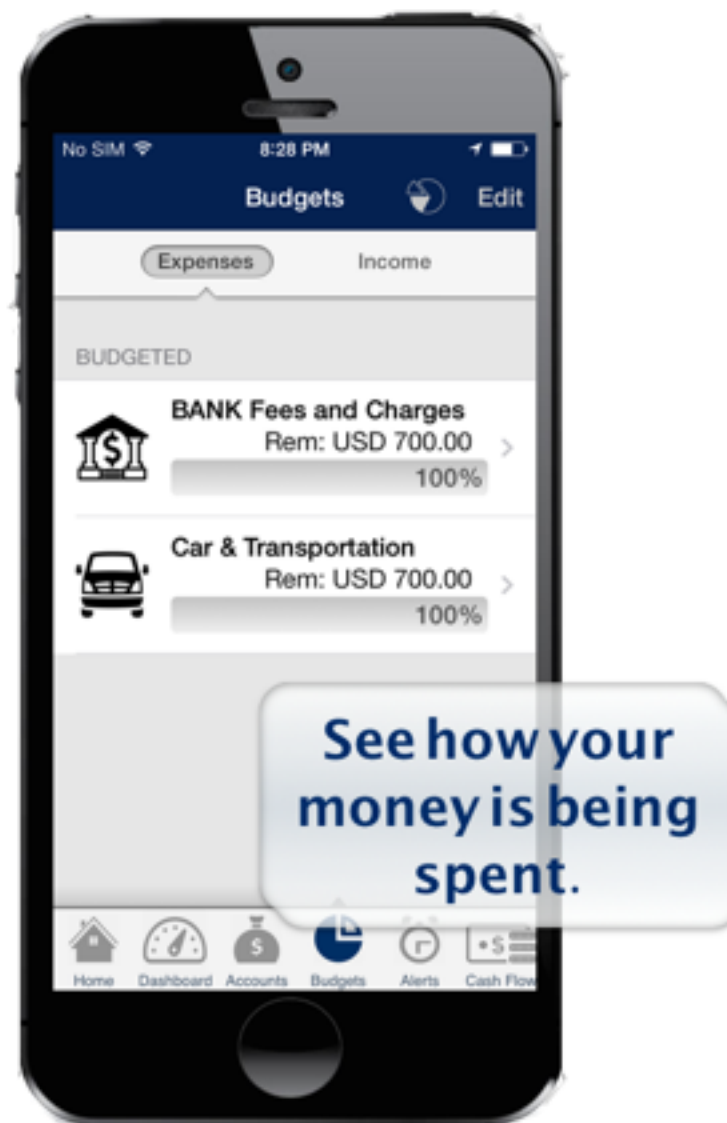 No SIM 8:28 PM
Budgets Edit
Expenses Income
BUDGETED
BANK Fees and Charges
Rem: USD 700.00
100%
Car & Transportation
Rem: USD 700.00
100%
See how your
money is being
spent.
Home Dashboard Accounts Budgets Alerts Cash Flow